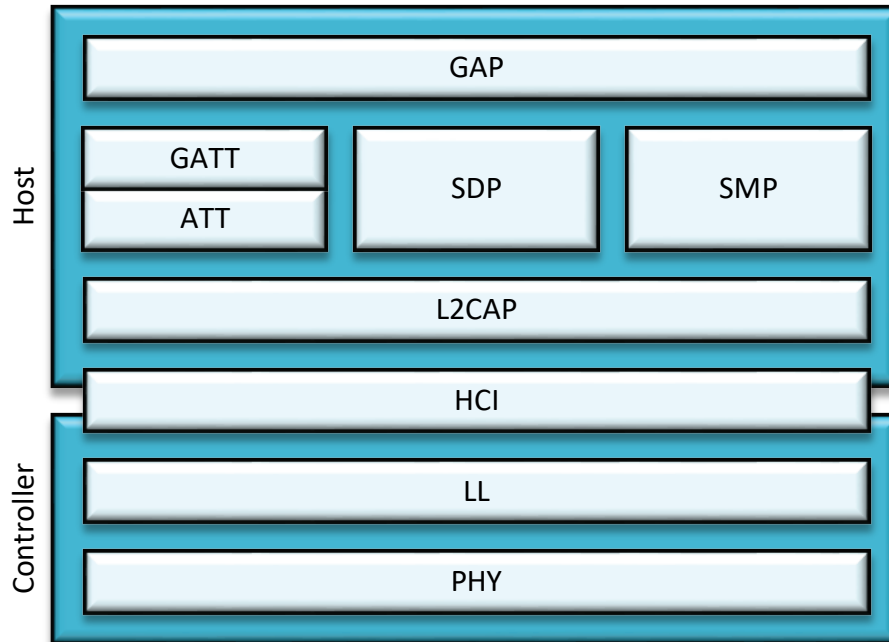 Host
GAP
GATT
ATT
SDP
SMP
L2CAP
HCI
Controller
LL
PHY